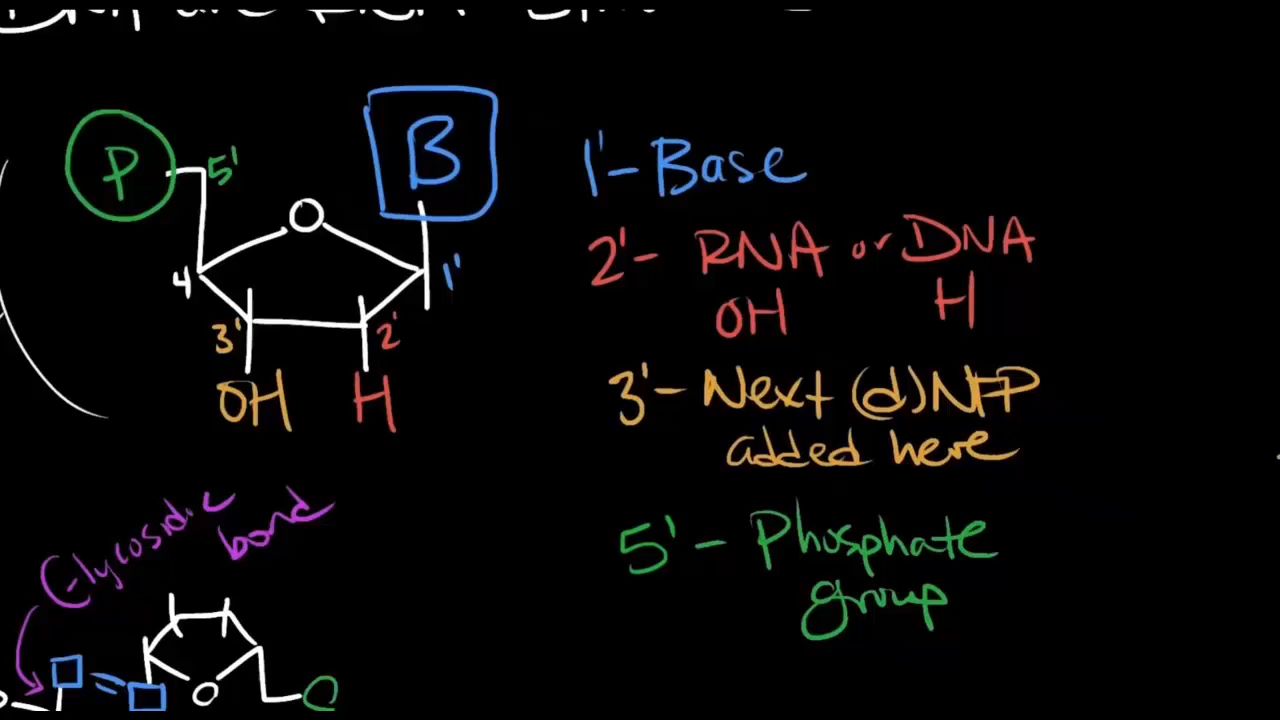 P
5'
O
B
4
1'
3'
2'
OH
H
1'- Base
2'- RNA or DNA
OH H
3'- Next (d)NTP
added here
5'- Phosphate
group
Glycosidic
bond
O